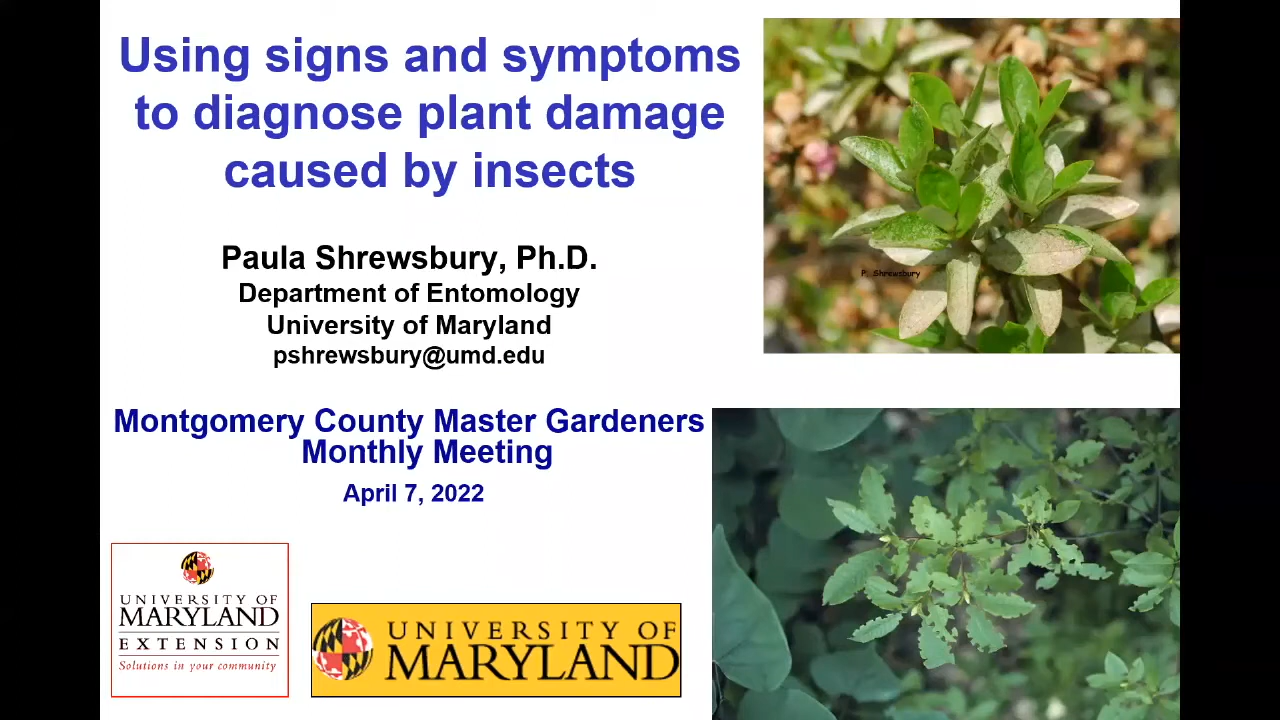 Using signs and symptoms
to diagnose plant damage
caused by insects
Paula Shrewsbury, Ph.D.
Department of Entomology
University of Maryland
pshrewsbury@umd.edu
Montgomery County Master Gardeners
Monthly Meeting
April 7, 2022
P. Shrewsbury
UNIVERSITY OF
MARYLAND
EXTENSION
Solutions in your community
UNIVERSITY OF
MARYLAND